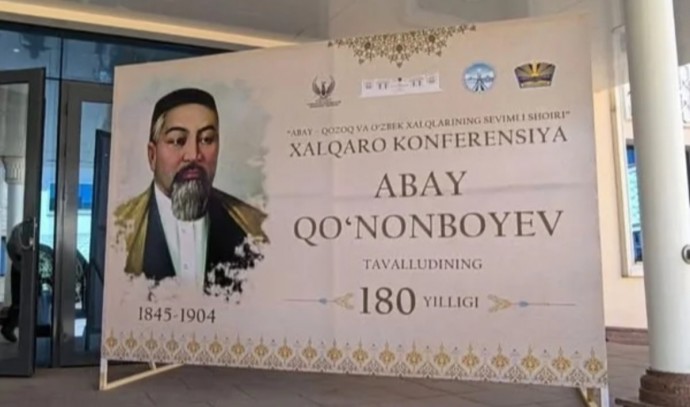 "ABAY – QOZOQ VA O'ZBEK XALQLARINING SEVIMLI SHOIRI"
XALQARO KONFERENSIYA
ABAY
QO'NONBOYEV
TAVALLUDINING
180 YILLIGI
1845-1904